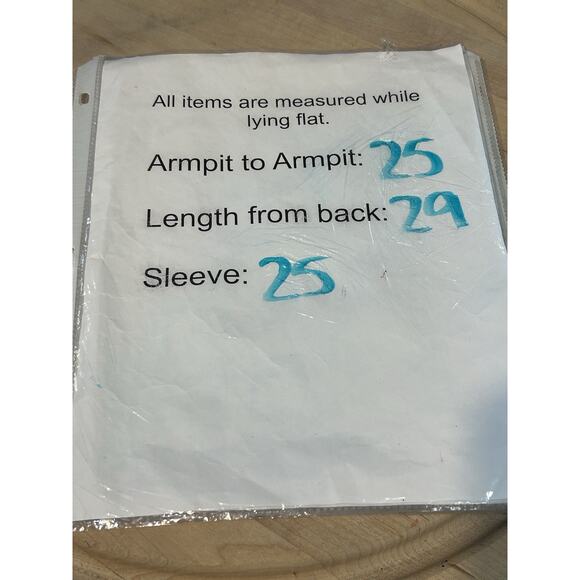 All items are measured while
lying flat.
Armpit to Armpit: 25
Length from back: 29
Sleeve: 25